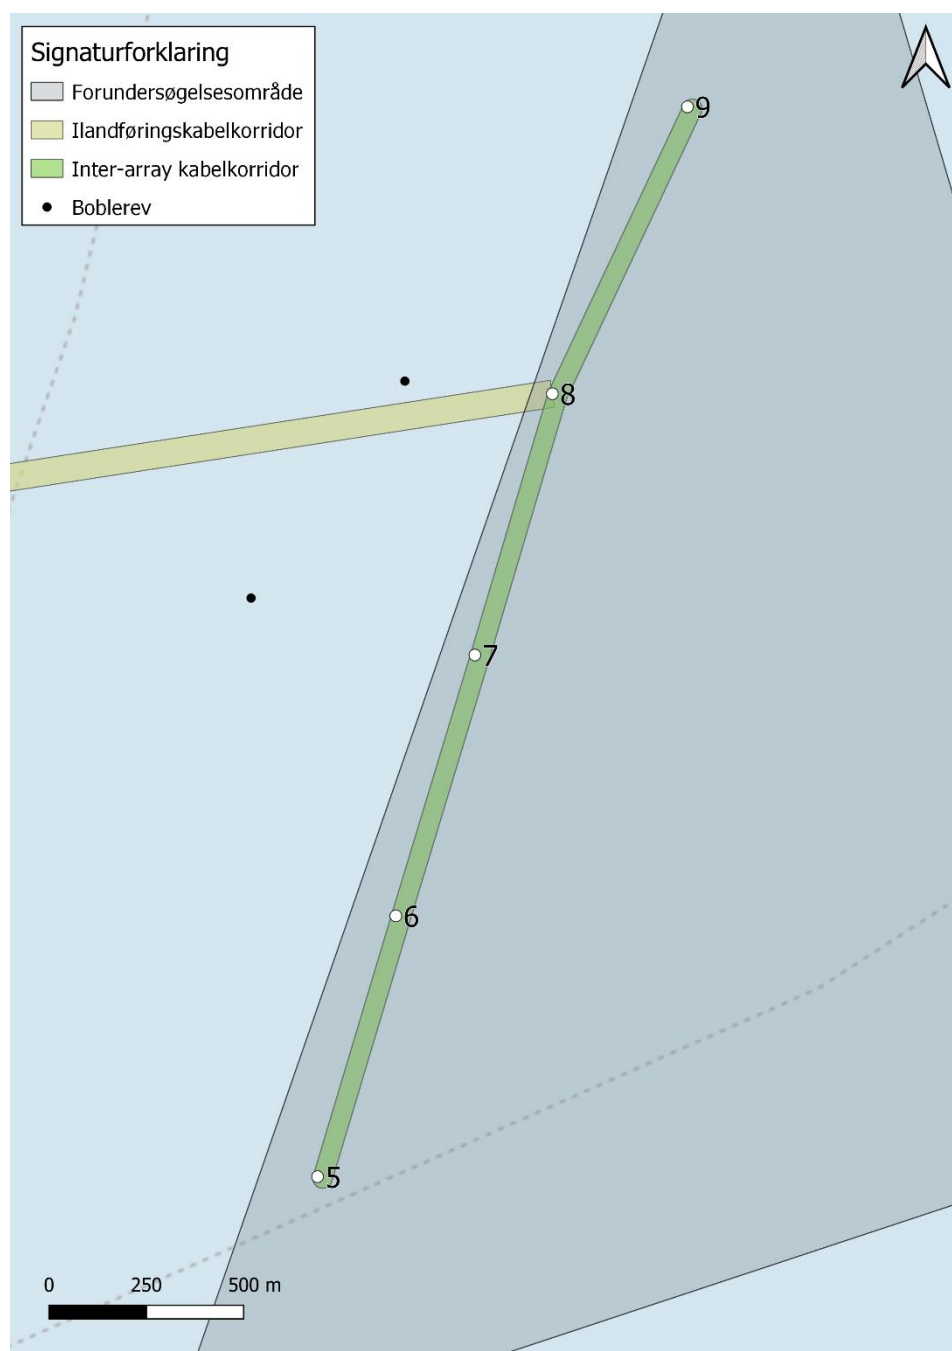 Signaturforklaring
Forundersøgelsesområde
Ilandføringskabelkorridor
Inter-array kabelkorridor
Boblerev
9
8
7
6
5
0 250 500 m